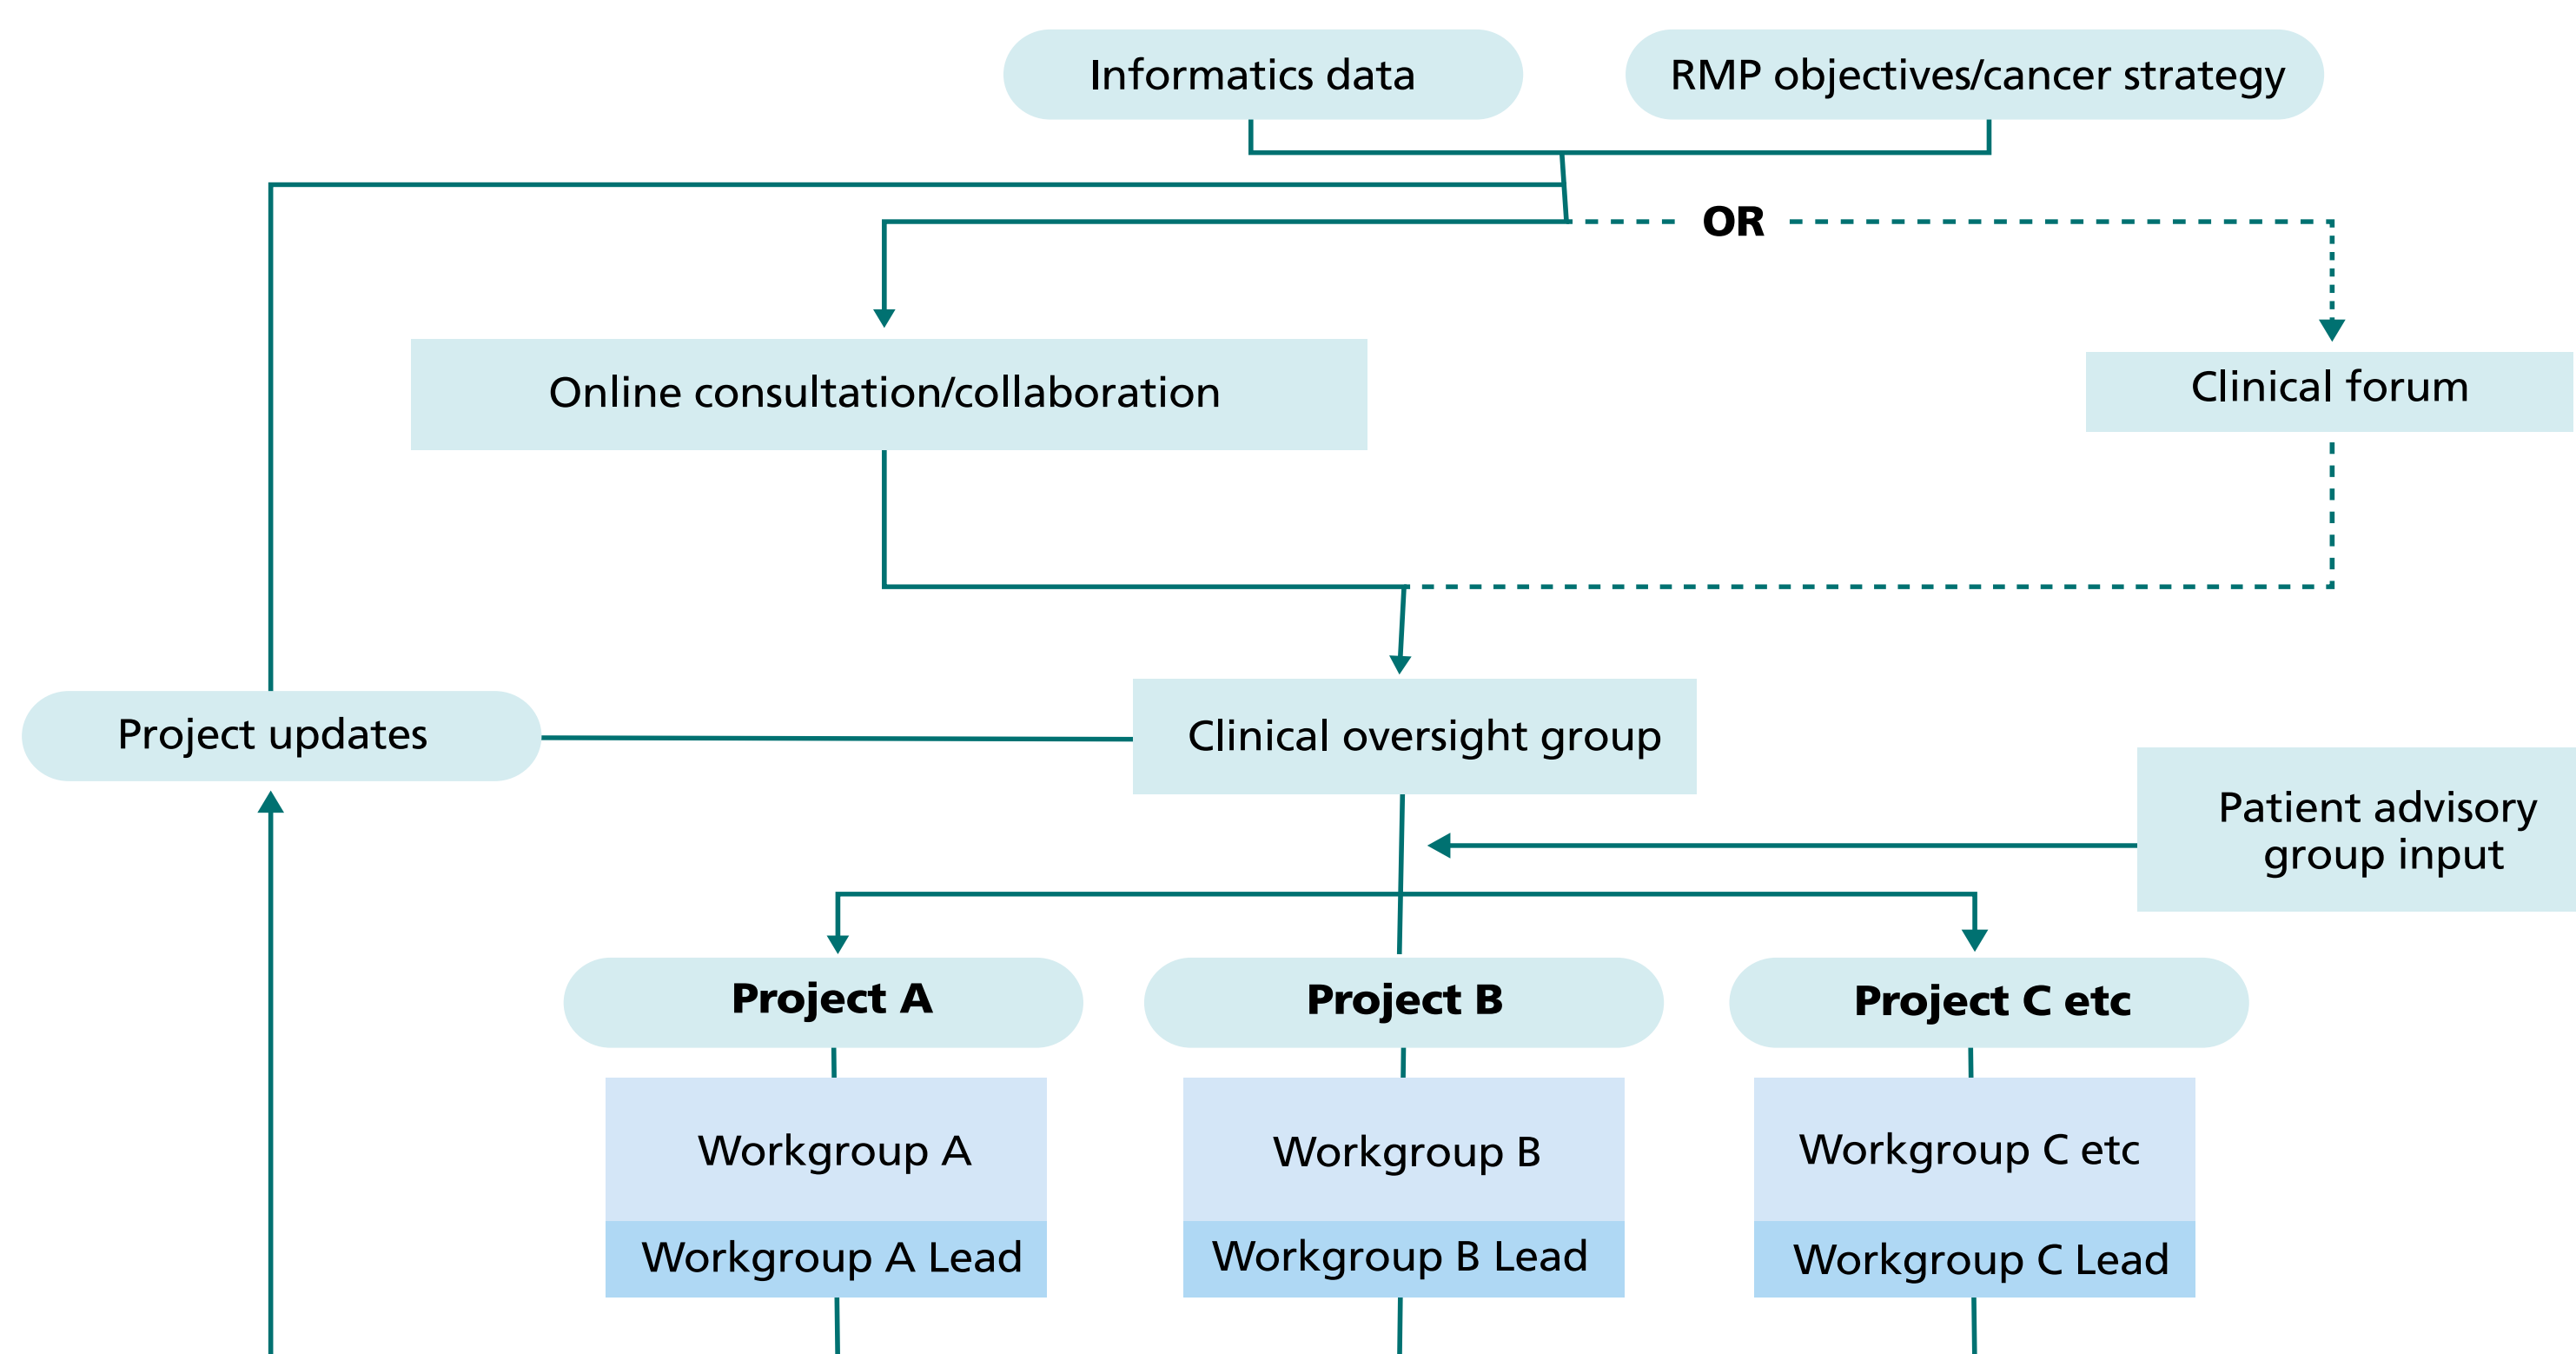 Informatics data
RMP objectives/cancer strategy
OR
Online consultation/collaboration
Clinical forum
Project updates
Clinical oversight group
Patient advisory
group input
Project A
Project B
Project C etc
Workgroup A
Workgroup B
Workgroup C etc
Workgroup A Lead
Workgroup B Lead
Workgroup C Lead